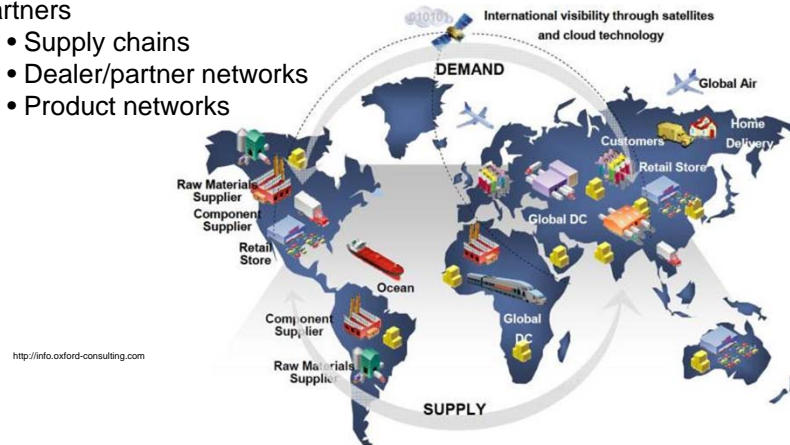 artners
• Supply chains
• Dealer/partner networks
• Product networks
010101
International visibility through satellites
and cloud technology
DEMAND
Global Air
Customers
Home
Delivery
Retail Store
Raw Materials
Supplier
Component
Supplier
Retail
Store
Global DC
Ocean
Component
Supplier
Global
DC
Raw Materials
Supplier
SUPPLY
http://info.oxford-consulting.com